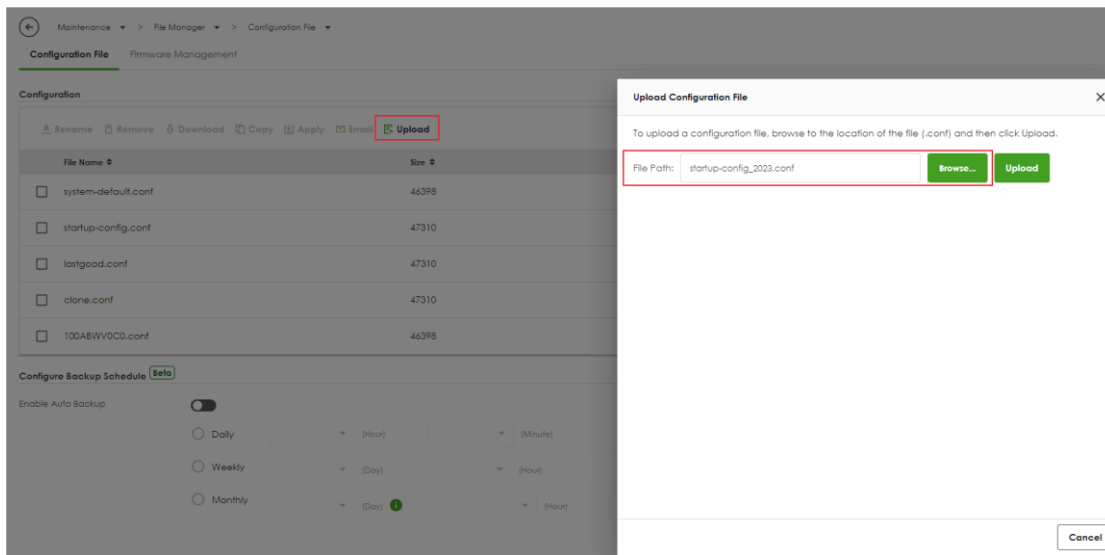 Maintenance > File Manager > Configuration File
Configuration File Firmware Management
Configuration
Rename Remove Download Copy Apply Email Upload
File Name Size
system-default.conf 46398
startup-config.conf 47310
lastgood.conf 47310
clone.conf 47310
100ABWV0C0.conf 46398
Configure Backup Schedule Beta
Enable Auto Backup
Daily (Hour) (Minute)
Weekly (Day) (Hour)
Monthly (Day) (Hour)
Upload Configuration File
To upload a configuration file, browse to the location of the file (.conf) and then click Upload.
File Path: startup-config_2023.conf Browse... Upload
Cancel